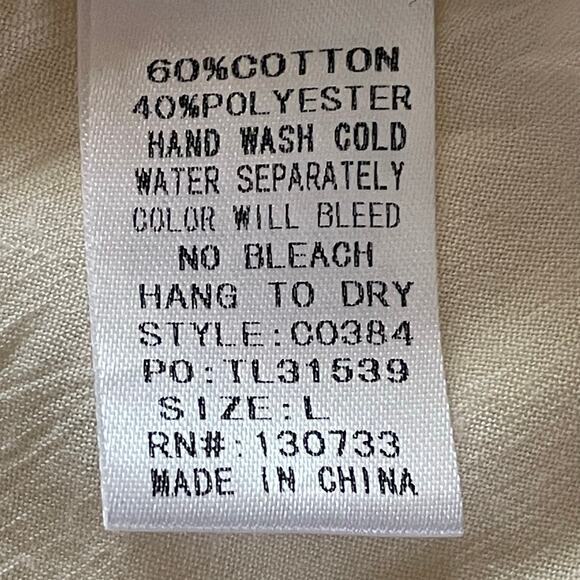 60%COTTON
40%POLYESTER
HAND WASH COLD
WATER SEPARATELY
COLOR WILL BLEED
NO BLEACH
HANG TO DRY
STYLE:C0384
PO:TL31539
SIZE:L
RN#:130733
MADE IN CHINA